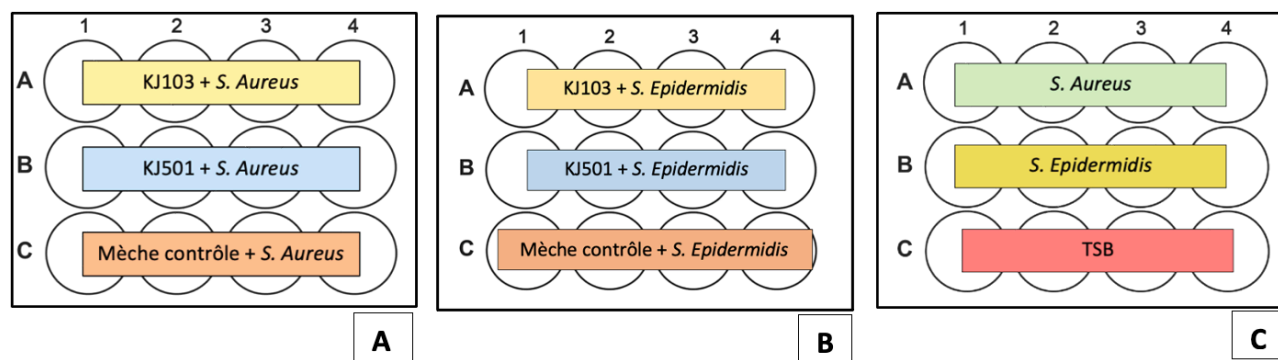 1 2 3 4
A KJ103 + S. Aureus
B KJ501 + S. Aureus
C Mèche contrôle + S. Aureus
A
1 2 3 4
A KJ103 + S. Epidermidis
B KJ501 + S. Epidermidis
C Mèche contrôle + S. Epidermidis
B
1 2 3 4
A S. Aureus
B S. Epidermidis
C TSB
C